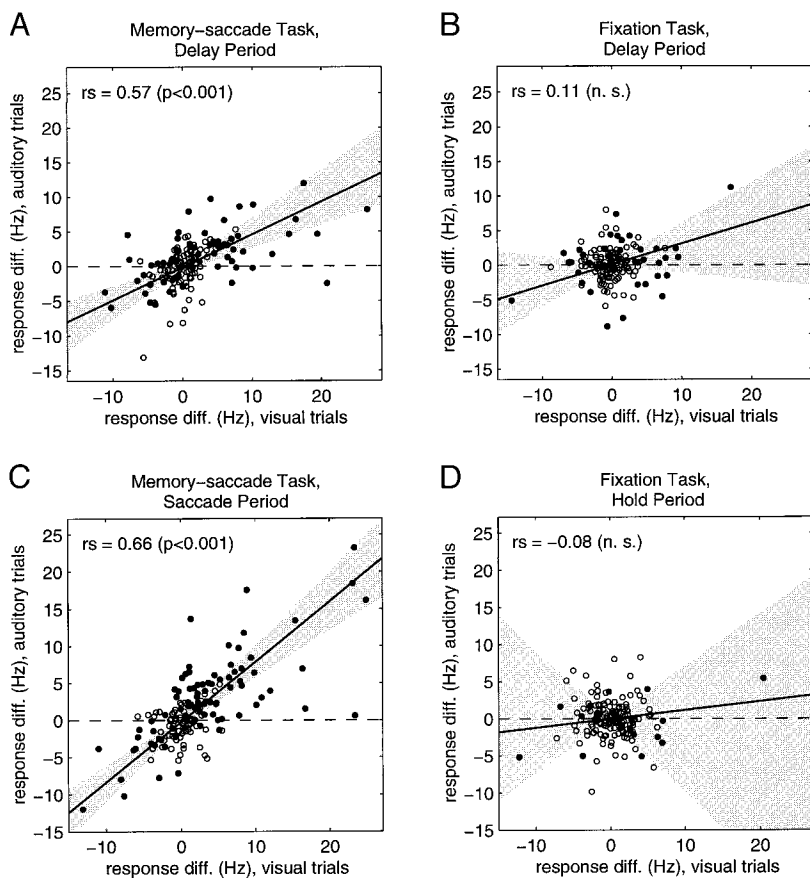 A
Memory-saccade Task,
Delay Period
rs = 0.57 (p<0.001)
25
20
15
10
5
0
−5
−10
−15
response diff. (Hz), auditory trials
−10 0 10 20
response diff. (Hz), visual trials
B
Fixation Task,
Delay Period
rs = 0.11 (n. s.)
25
20
15
10
5
0
−5
−10
−15
response diff. (Hz), auditory trials
−10 0 10 20
response diff. (Hz), visual trials
C
Memory-saccade Task,
Saccade Period
rs = 0.66 (p<0.001)
25
20
15
10
5
0
−5
−10
−15
response diff. (Hz), auditory trials
−10 0 10 20
response diff. (Hz), visual trials
D
Fixation Task,
Hold Period
rs = −0.08 (n. s.)
25
20
15
10
5
0
−5
−10
−15
response diff. (Hz), auditory trials
−10 0 10 20
response diff. (Hz), visual trials